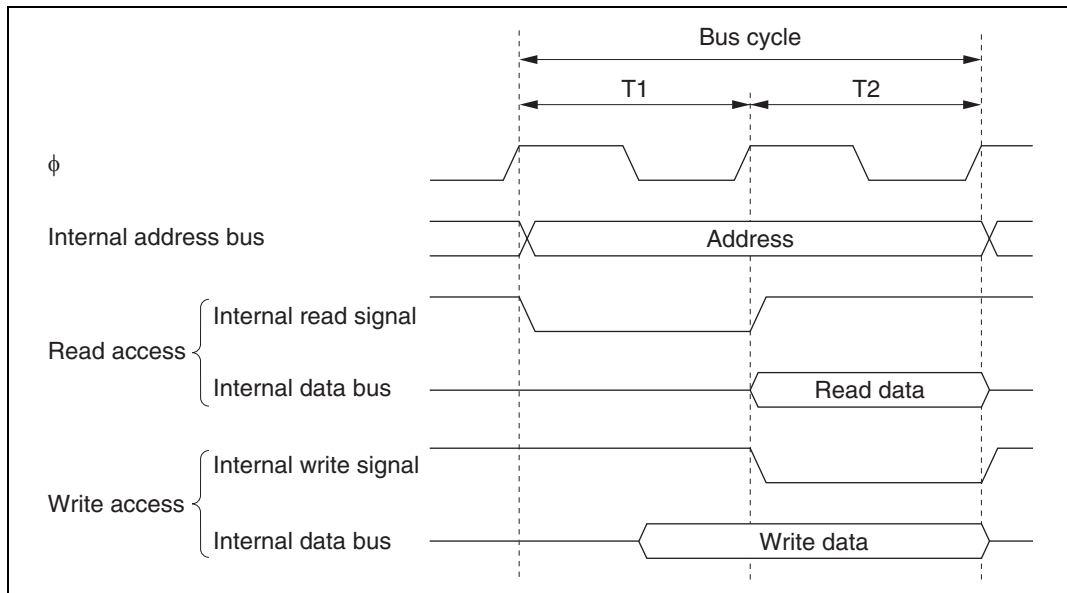 Bus cycle
T1 T2
ϕ
Internal address bus Address
Internal read signal
Read access
Internal data bus Read data
Internal write signal
Write access
Internal data bus Write data